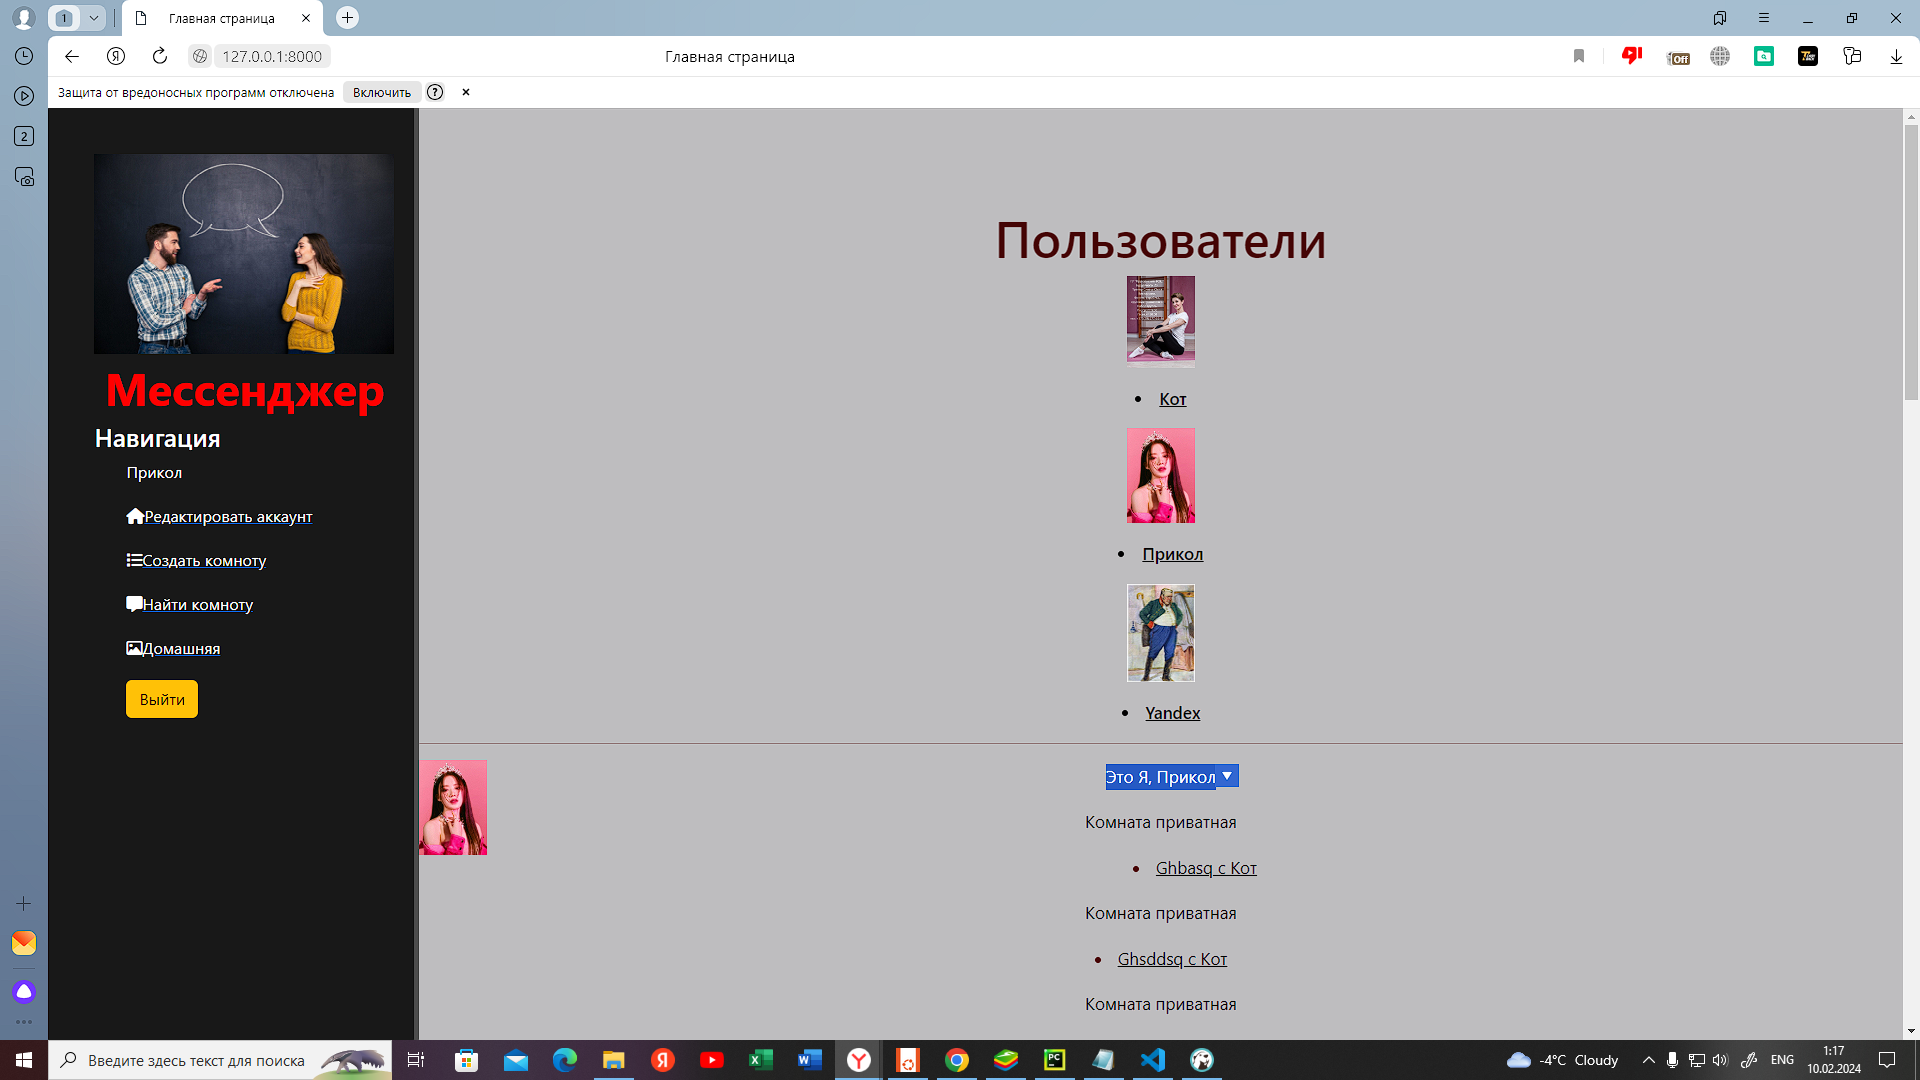 1
Главная страница
127.0.0.1:8000
Главная страница
Off
Защит от вредоносных программ отключена
Включить
?
2
Мессенджер
Навигация
Прикол
Редактировать аккаунт
Создать комноту
Найти комноту
Домашняя
Выйти
Пользователи
Кот
Прикол
Yandex
Это Я, Прикол
Комната приватная
Ghbasq с Кот
Комната приватная
Ghsddsq с Кот
Комната приватная
Введите здесь текст для поиска
-4°C Cloudy
ENG
1:17
10.02.2024